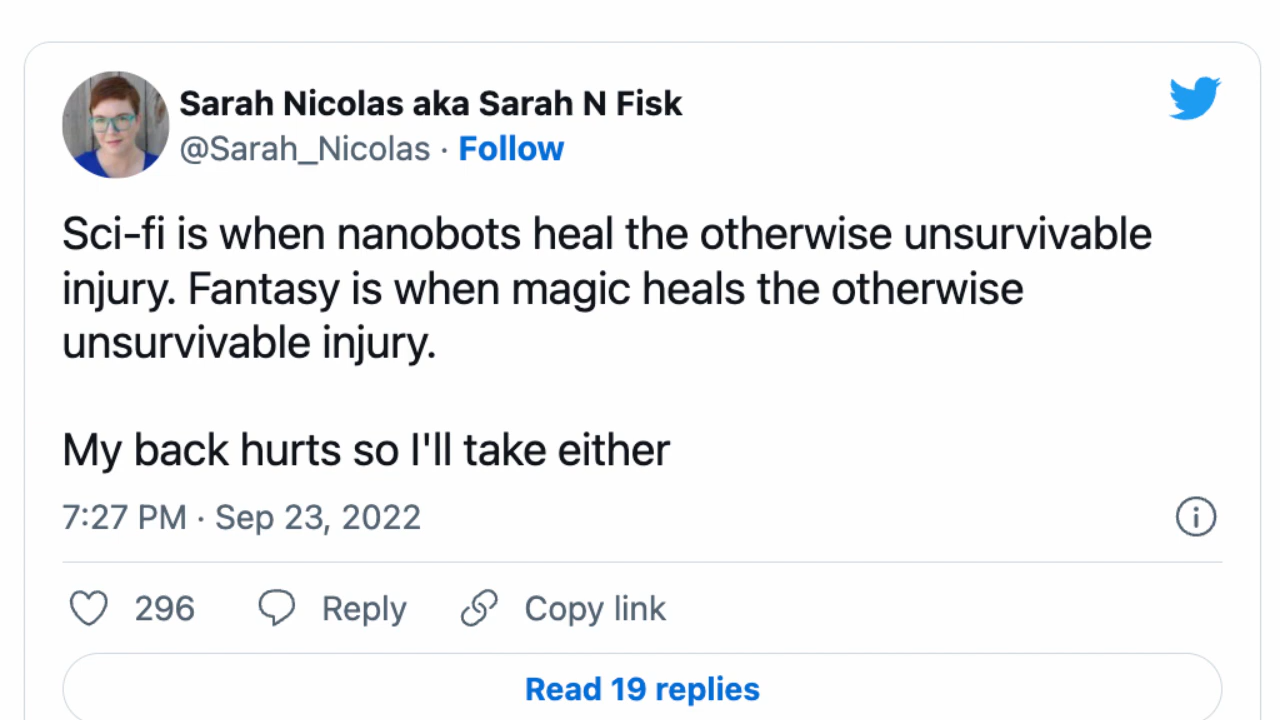 Sarah Nicolas aka Sarah N Fisk
@Sarah_Nicolas · Follow
Sci-fi is when nanobots heal the otherwise unsurvivable
injury. Fantasy is when magic heals the otherwise
unsurvivable injury.
My back hurts so I'll take either
7:27 PM · Sep 23, 2022
296 Reply Copy link
Read 19 replies